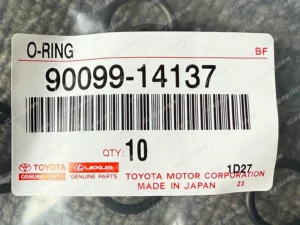 O-RING BF
90099-14137
QTY: 10
1D27
TOYOTA LEXUS TOYOTA MOTOR CORPORATION
GENUINE PARTS GENUINE PARTS MADE IN JAPAN 23